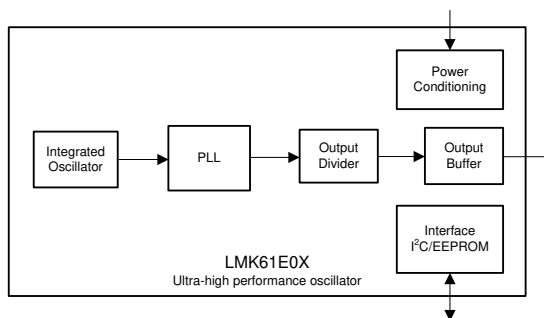 Power
Conditioning
Integrated
Oscillator
PLL
Output
Divider
Output
Buffer
Interface
I²C/EEPROM
LMK61E0X
Ultra-high performance oscillator